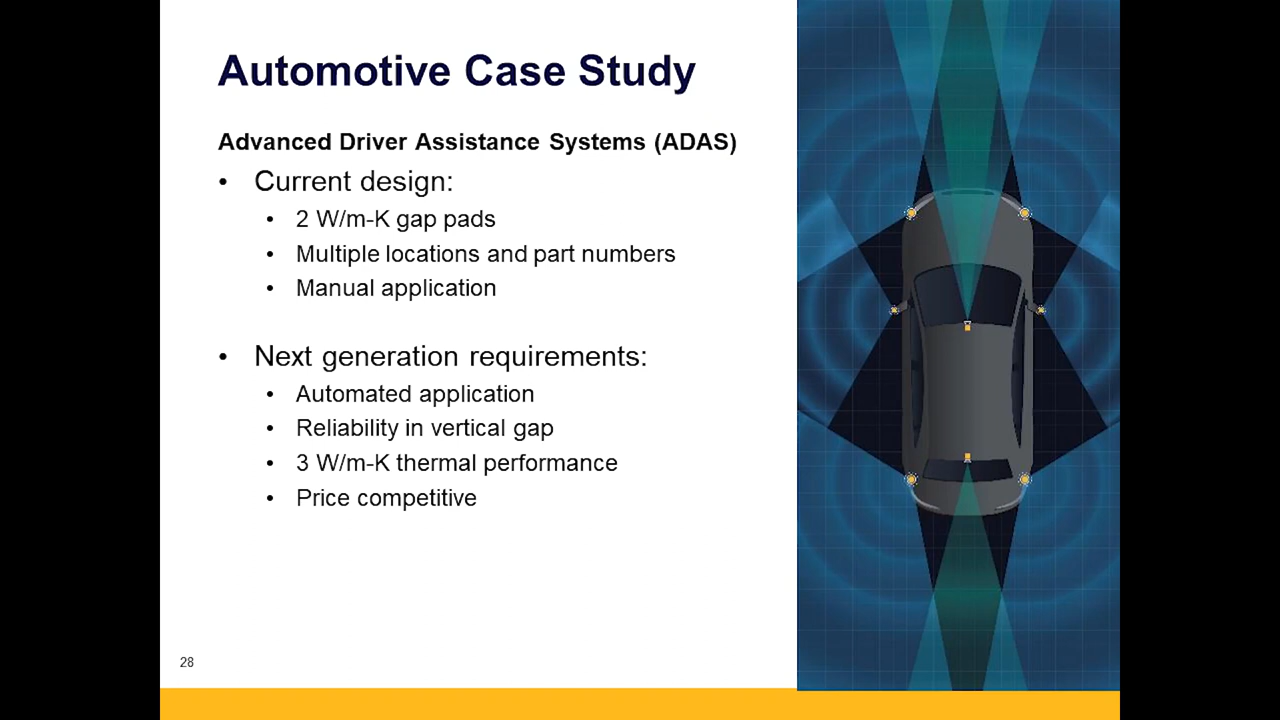 Automotive Case Study
Advanced Driver Assistance Systems (ADAS)
• Current design:
• 2 W/m-K gap pads
• Multiple locations and part numbers
• Manual application
• Next generation requirements:
• Automated application
• Reliability in vertical gap
• 3 W/m-K thermal performance
• Price competitive
28